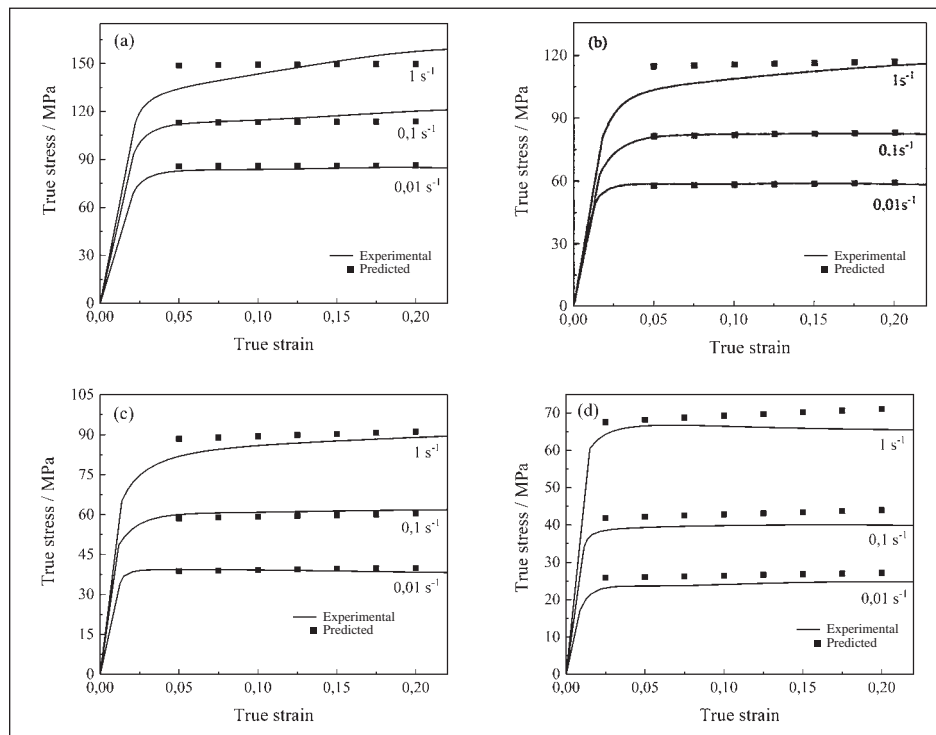 (a)
True stress / MPa
150
120
90
60
30
0
1 s⁻¹
0,1 s⁻¹
0,01 s⁻¹
Experimental
Predicted
0,00 0,05 0,10 0,15 0,20
True strain
(b)
True stress / MPa
120
90
60
30
0
1s⁻¹
0,1s⁻¹
0,01s⁻¹
Experimental
Predicted
0,00 0,05 0,10 0,15 0,20
True strain
(c)
True stress / MPa
105
90
75
60
45
30
15
0
1 s⁻¹
0,1 s⁻¹
0,01 s⁻¹
Experimental
Predicted
0,00 0,05 0,10 0,15 0,20
True strain
(d)
True stress / MPa
70
60
50
40
30
20
10
0
1 s⁻¹
0,1 s⁻¹
0,01 s⁻¹
Experimental
Predicted
0,00 0,05 0,10 0,15 0,20
True strain